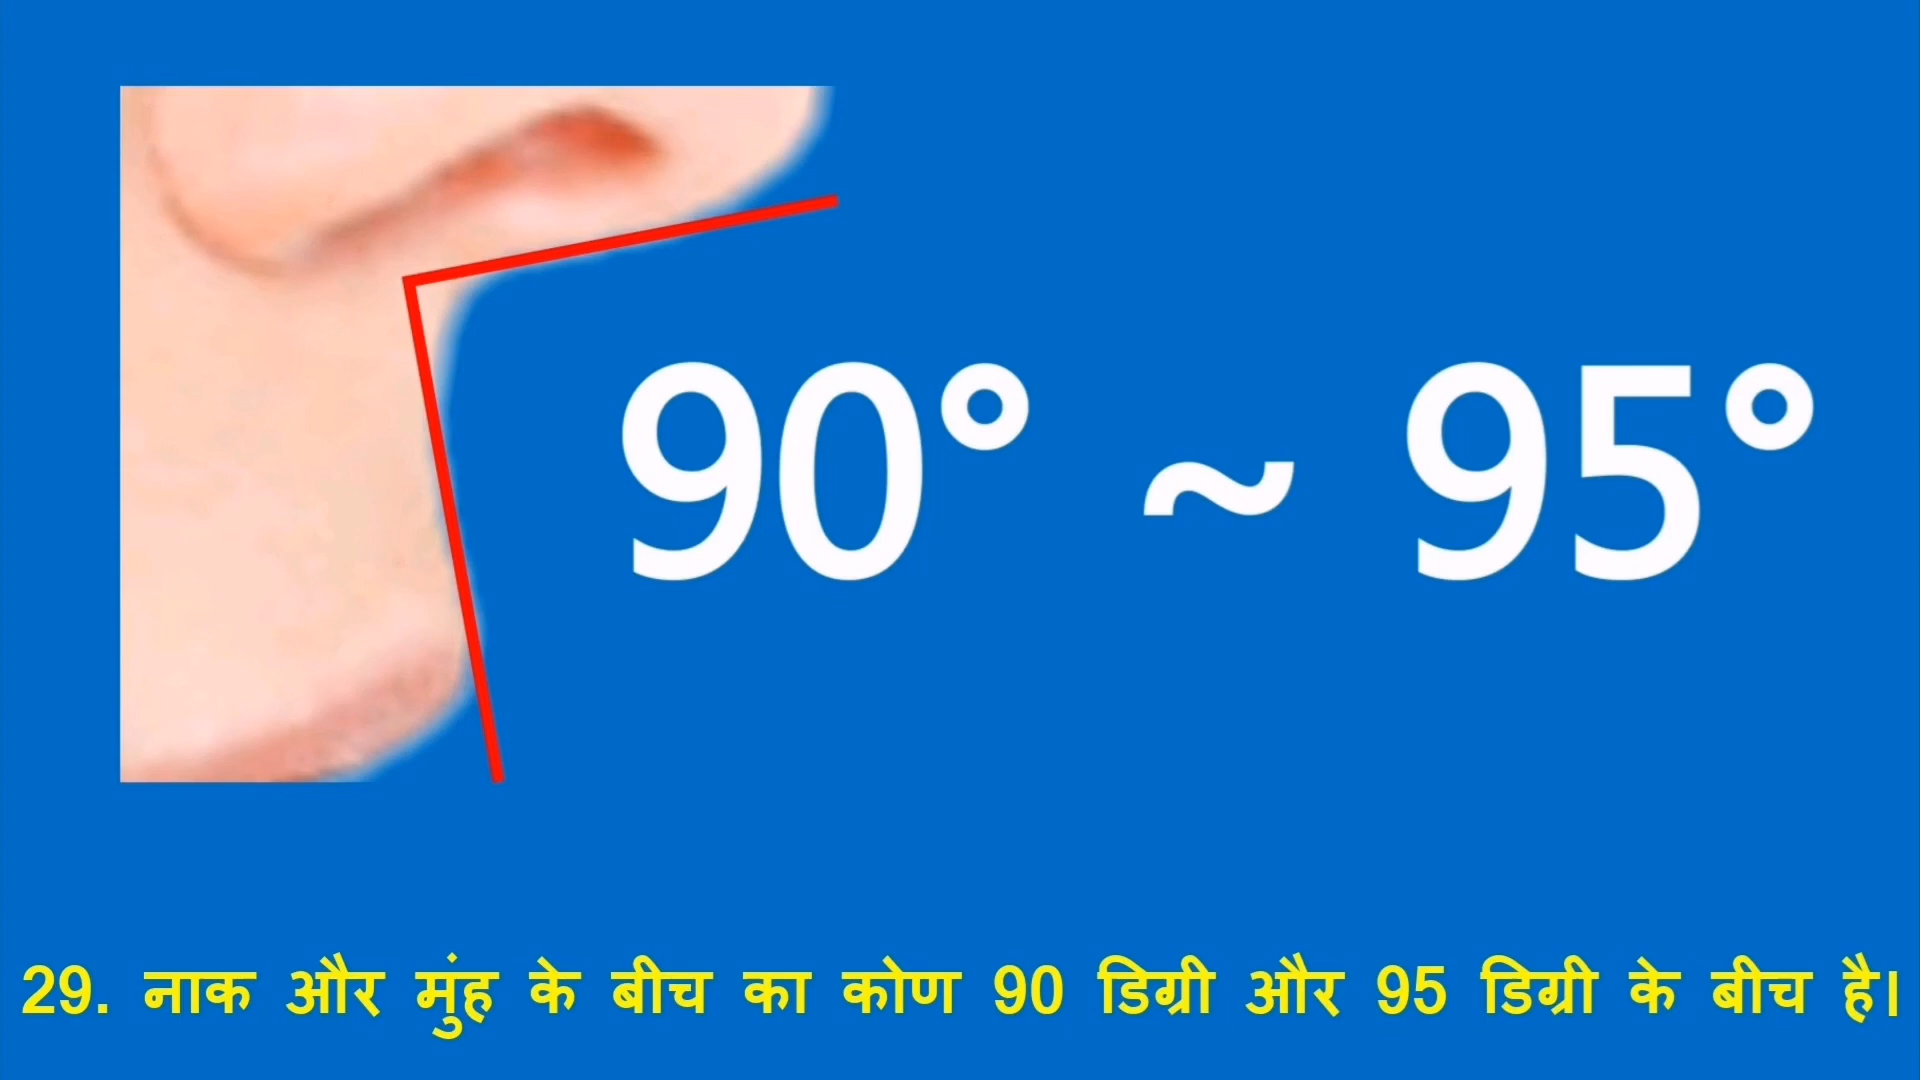 90° ~ 95°
29. नाक और मुंह के बीच का कोण 90 डिग्री और 95 डिग्री के बीच है।